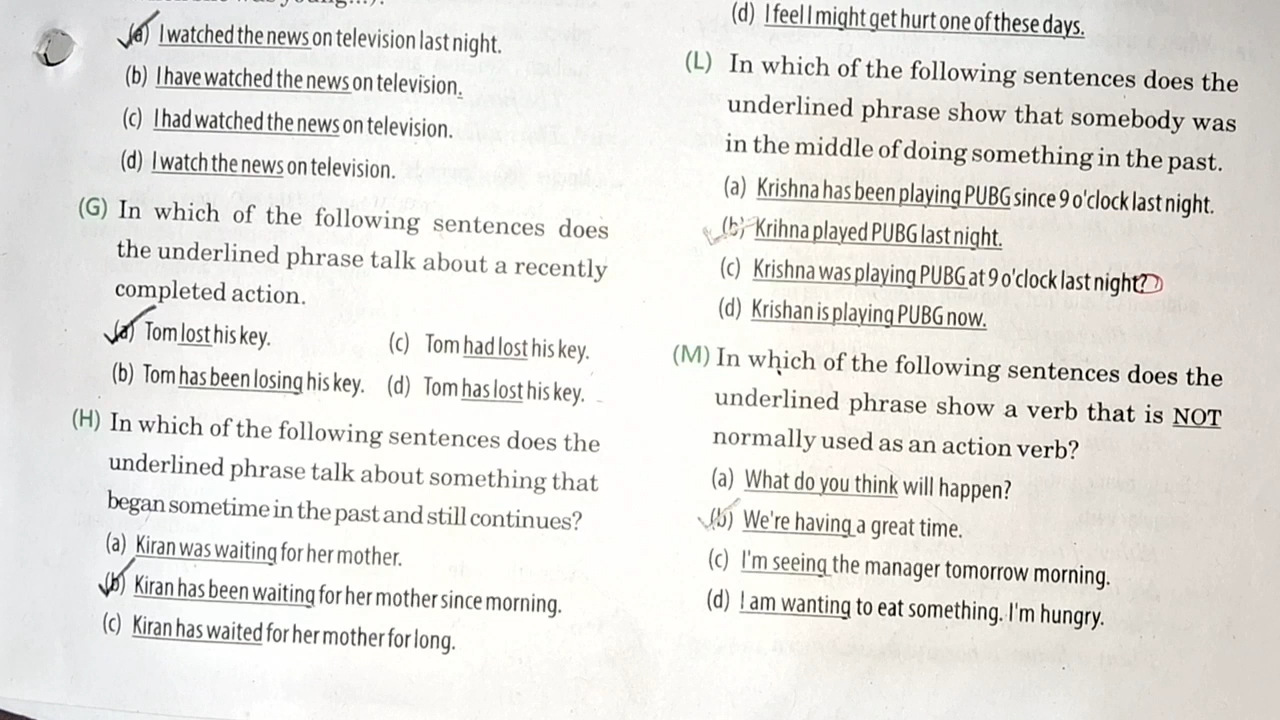 (a) I watched the news on television last night.
(b) I have watched the news on television.
(c) I had watched the news on television.
(d) I watch the news on television.
(G) In which of the following sentences does
the underlined phrase talk about a recently
completed action.
(a) Tom lost his key.
(c) Tom had lost his key.
(b) Tom has been losing his key.
(d) Tom has lost his key.
(H) In which of the following sentences does the
underlined phrase talk about something that
began sometime in the past and still continues?
(a) Kiran was waiting for her mother.
(b) Kiran has been waiting for her mother since morning.
(c) Kiran has waited for her mother for long.
(d) I feel I might get hurt one of these days.
(L) In which of the following sentences does the
underlined phrase show that somebody was
in the middle of doing something in the past.
(a) Krishna has been playing PUBG since 9 o'clock last night.
(b) Krihna played PUBG last night.
(c) Krishna was playing PUBG at 9 o'clock last night?
(d) Krishan is playing PUBG now.
(M) In which of the following sentences does the
underlined phrase show a verb that is NOT
normally used as an action verb?
(a) What do you think will happen?
(b) We're having a great time.
(c) I'm seeing the manager tomorrow morning.
(d) I am wanting to eat something. I'm hungry.